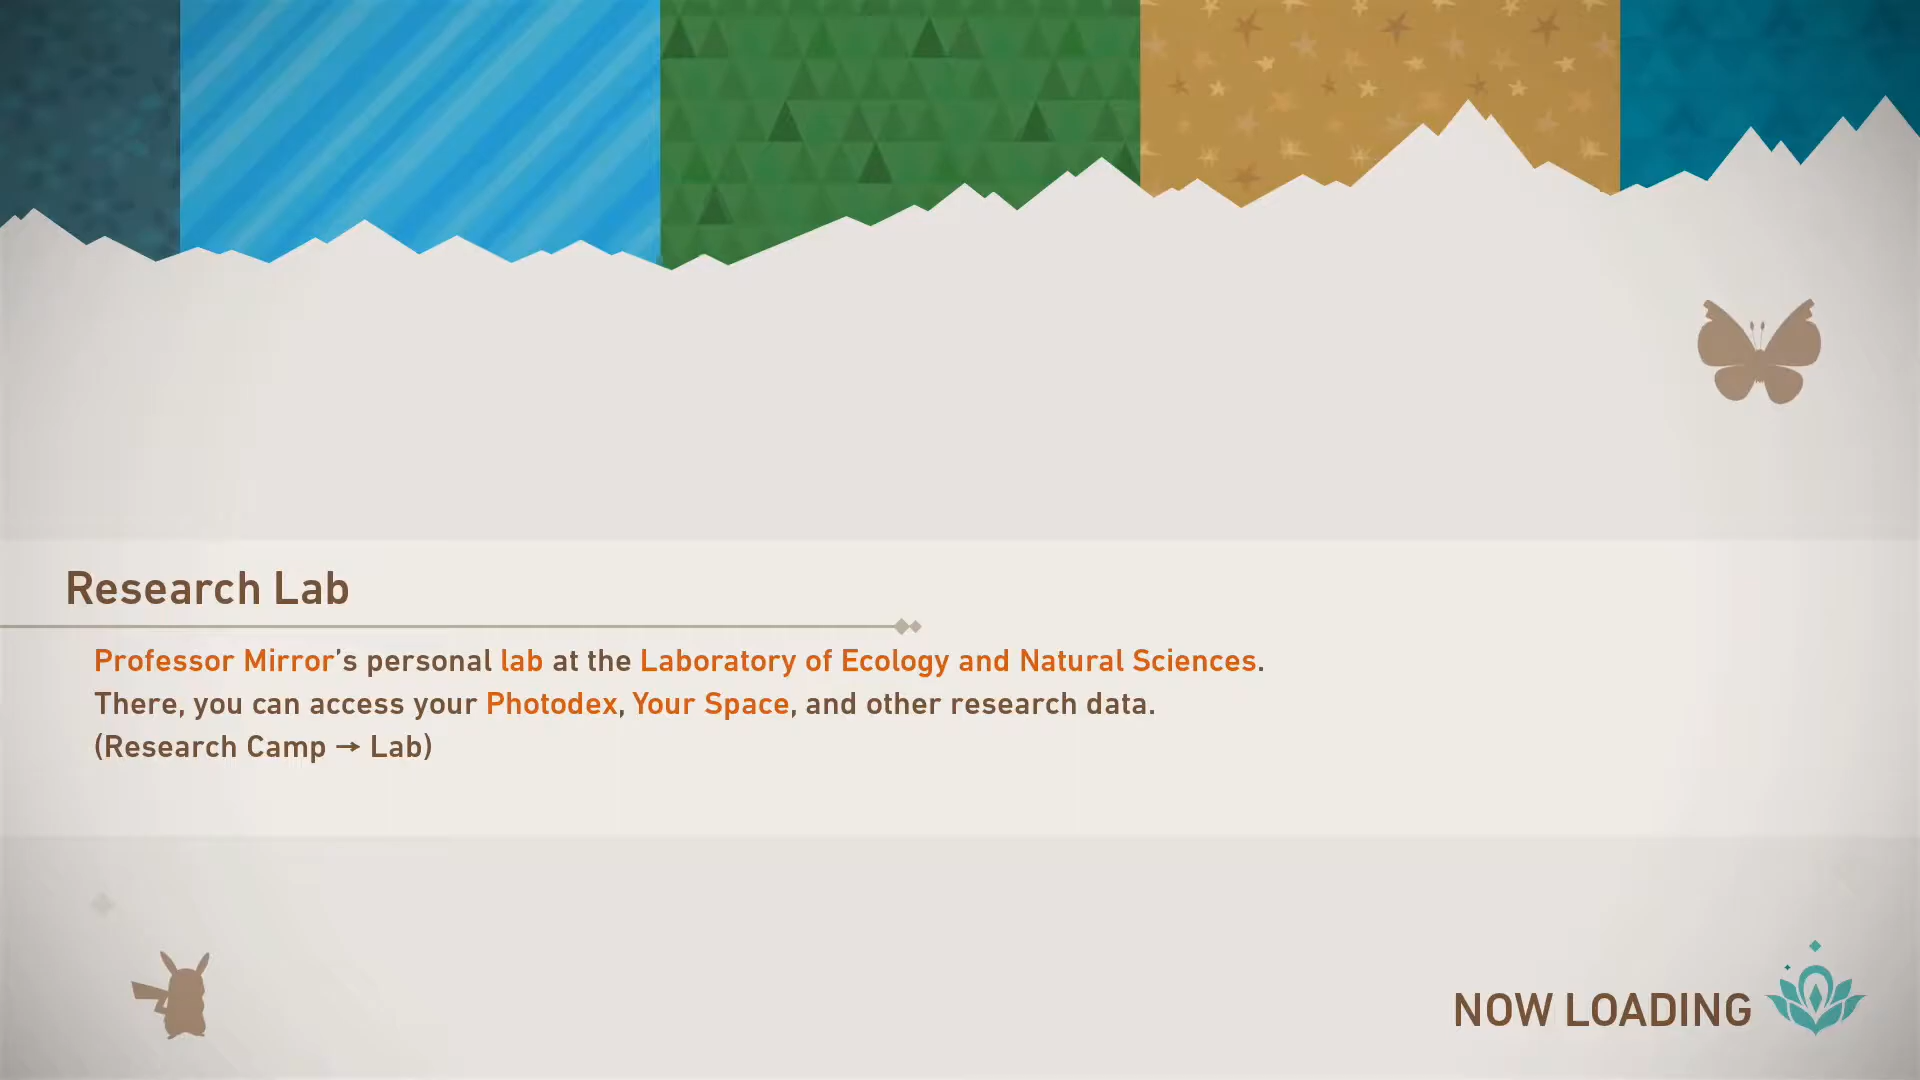 Research Lab
Professor Mirror’s personal lab at the Laboratory of Ecology and Natural Sciences.
There, you can access your Photodex, Your Space, and other research data.
(Research Camp → Lab)
NOW LOADING